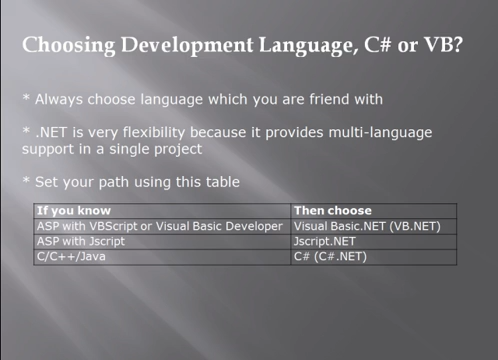 Choosing Development Language, C# or VB?
* Always choose language which you are friend with
* .NET is very flexibility because it provides multi-language
support in a single project
* Set your path using this table
If you know Then choose
ASP with VBScript or Visual Basic Developer Visual Basic.NET (VB.NET)
ASP with Jscript Jscript.NET
C/C++/Java C# (C#.NET)